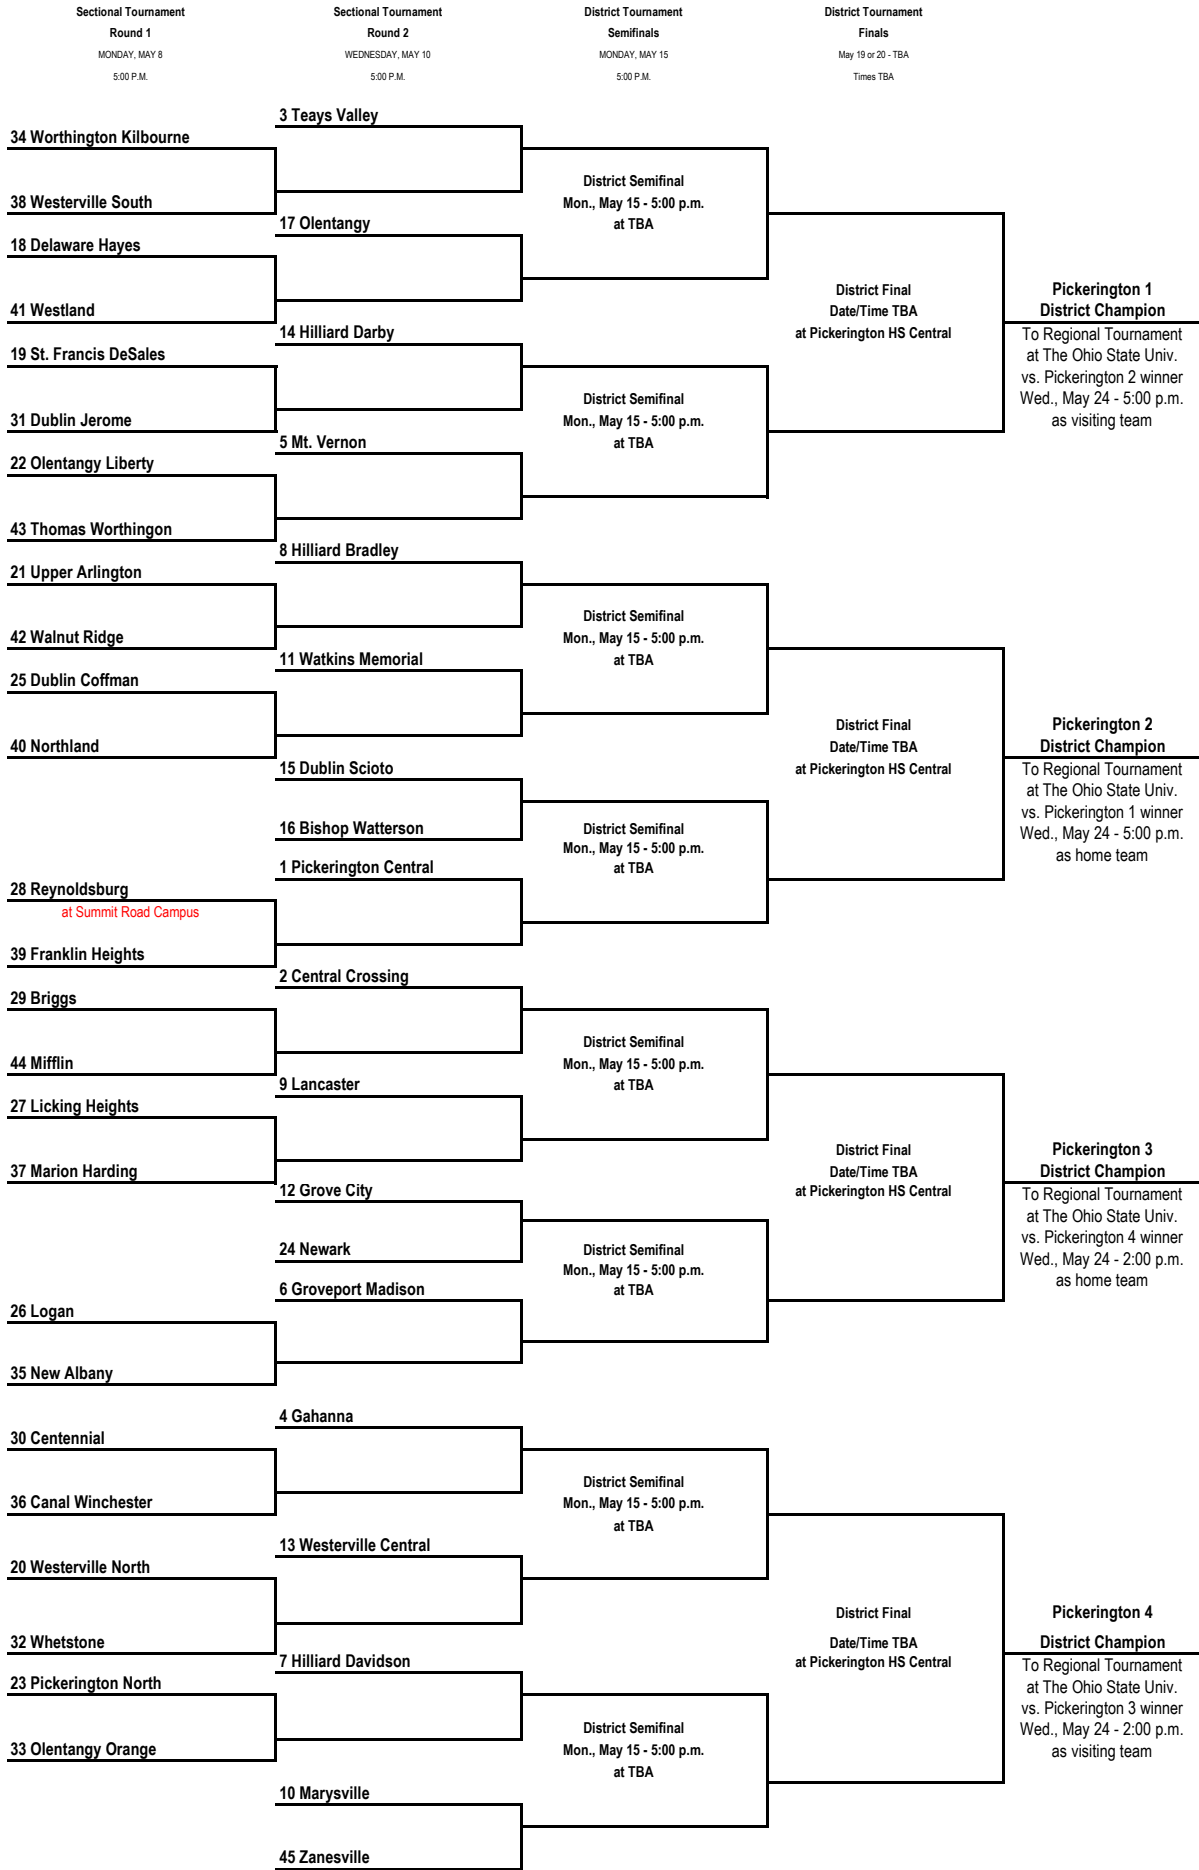 Sectional Tournament
Round 1
MONDAY, MAY 8
5:00 P.M.
Sectional Tournament
Round 2
WEDNESDAY, MAY 10
5:00 P.M.
District Tournament
Semifinals
MONDAY, MAY 15
5:00 P.M.
District Tournament
Finals
May 19 or 20 - TBA
Times TBA
34 Worthington Kilbourne
38 Westerville South
18 Delaware Hayes
41 Westland
19 St. Francis DeSales
31 Dublin Jerome
22 Olentangy Liberty
43 Thomas Worthingon
21 Upper Arlington
42 Walnut Ridge
25 Dublin Coffman
40 Northland
28 Reynoldsburg
at Summit Road Campus
39 Franklin Heights
29 Briggs
44 Mifflin
27 Licking Heights
37 Marion Harding
26 Logan
35 New Albany
30 Centennial
36 Canal Winchester
20 Westerville North
32 Whetstone
23 Pickerington North
33 Olentangy Orange
3 Teays Valley
17 Olentangy
14 Hilliard Darby
5 Mt. Vernon
8 Hilliard Bradley
11 Watkins Memorial
15 Dublin Scioto
16 Bishop Watterson
1 Pickerington Central
2 Central Crossing
9 Lancaster
12 Grove City
24 Newark
6 Groveport Madison
4 Gahanna
13 Westerville Central
7 Hilliard Davidson
10 Marysville
45 Zanesville
District Semifinal
Mon., May 15 - 5:00 p.m.
at TBA
District Semifinal
Mon., May 15 - 5:00 p.m.
at TBA
District Semifinal
Mon., May 15 - 5:00 p.m.
at TBA
District Semifinal
Mon., May 15 - 5:00 p.m.
at TBA
District Semifinal
Mon., May 15 - 5:00 p.m.
at TBA
District Semifinal
Mon., May 15 - 5:00 p.m.
at TBA
District Semifinal
Mon., May 15 - 5:00 p.m.
at TBA
District Semifinal
Mon., May 15 - 5:00 p.m.
at TBA
District Final
Date/Time TBA
at Pickerington HS Central
District Final
Date/Time TBA
at Pickerington HS Central
District Final
Date/Time TBA
at Pickerington HS Central
District Final
Date/Time TBA
at Pickerington HS Central
Pickerington 1
District Champion
To Regional Tournament
at The Ohio State Univ.
vs. Pickerington 2 winner
Wed., May 24 - 5:00 p.m.
as visiting team
Pickerington 2
District Champion
To Regional Tournament
at The Ohio State Univ.
vs. Pickerington 1 winner
Wed., May 24 - 5:00 p.m.
as home team
Pickerington 3
District Champion
To Regional Tournament
at The Ohio State Univ.
vs. Pickerington 4 winner
Wed., May 24 - 2:00 p.m.
as home team
Pickerington 4
District Champion
To Regional Tournament
at The Ohio State Univ.
vs. Pickerington 3 winner
Wed., May 24 - 2:00 p.m.
as visiting team